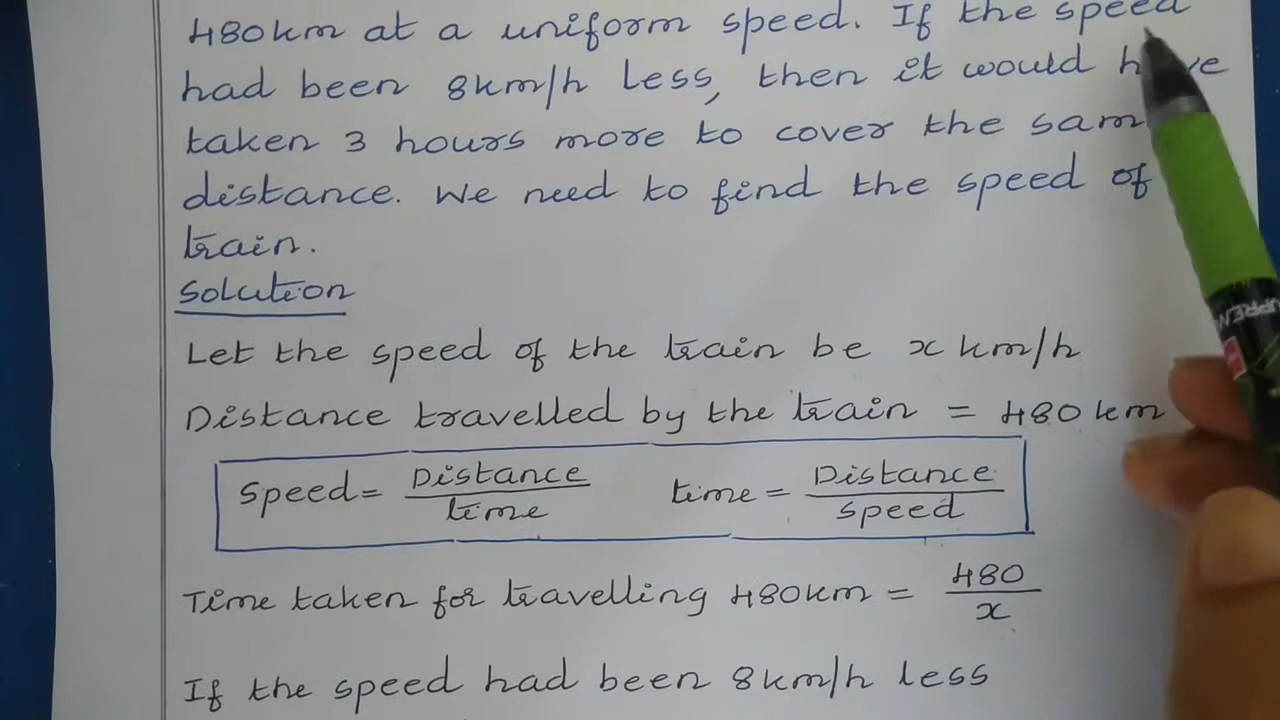 480km at a uniform speed. If the speed
had been 8km/h less, then it would have
taken 3 hours more to cover the sam
distance. We need to find the speed of
train.
Solution
Let the speed of the train be x km/h
Distance travelled by the train = 480km
Speed = Distance / time time = Distance / speed
Time taken for travelling 480km = 480 / x
If the speed had been 8km/h less